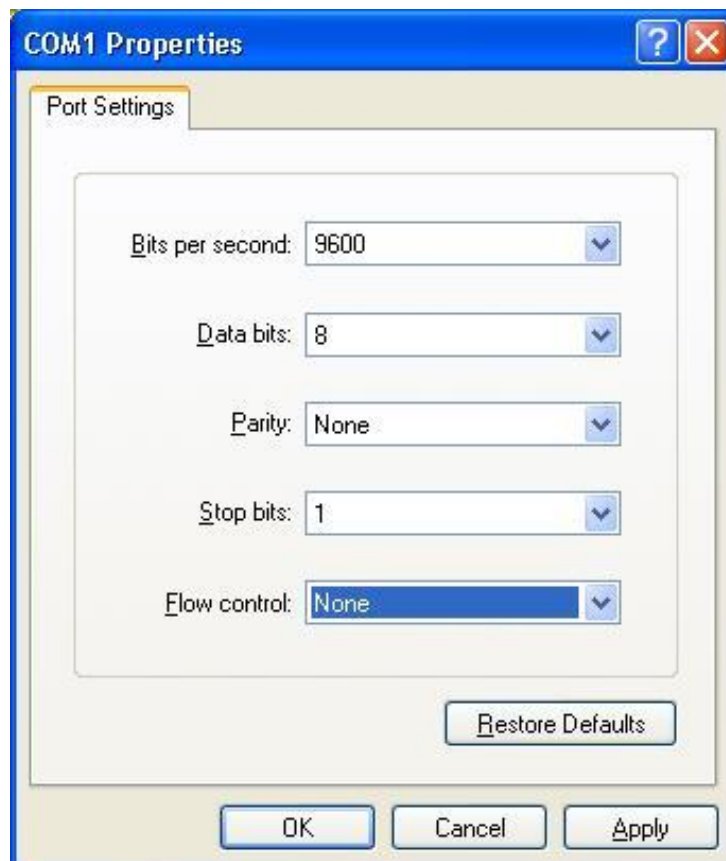 COM1 Properties
Port Settings
Bits per second: 9600
Data bits: 8
Parity: None
Stop bits: 1
Flow control: None
Restore Defaults
OK Cancel Apply